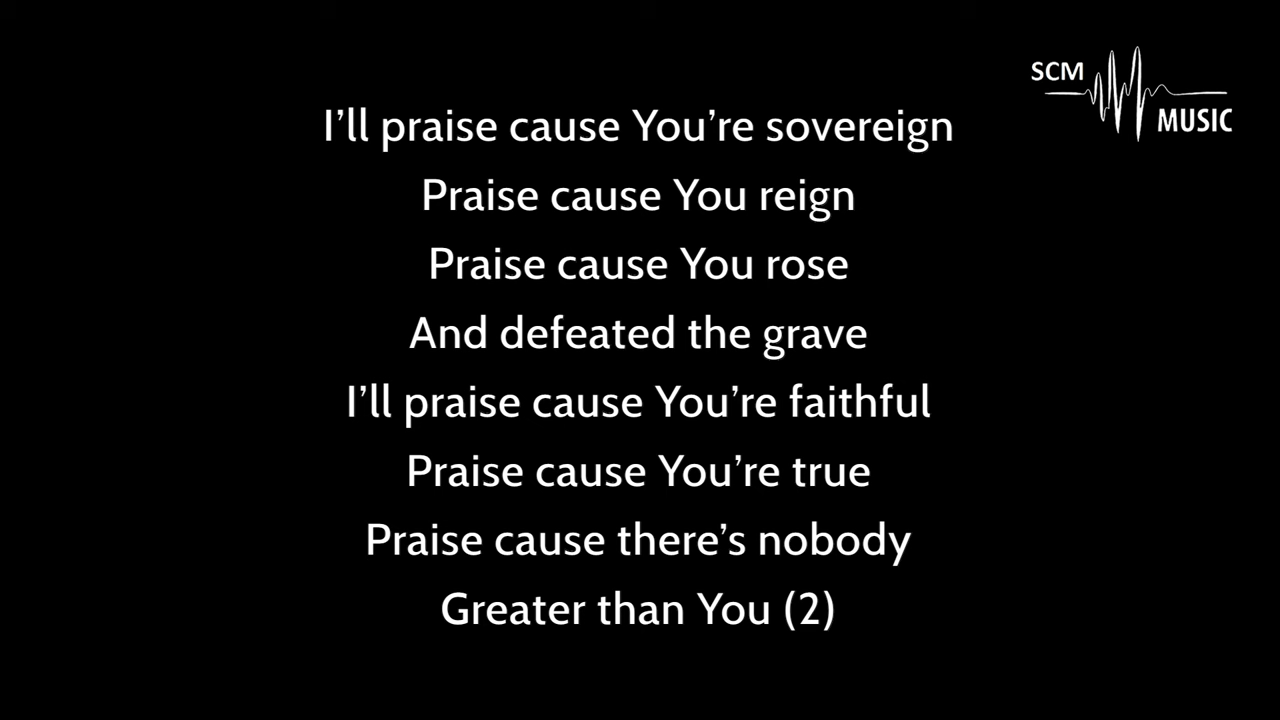 SCM
MUSIC
I'll praise cause You're sovereign
Praise cause You reign
Praise cause You rose
And defeated the grave
I'll praise cause You're faithful
Praise cause You're true
Praise cause there's nobody
Greater than You (2)